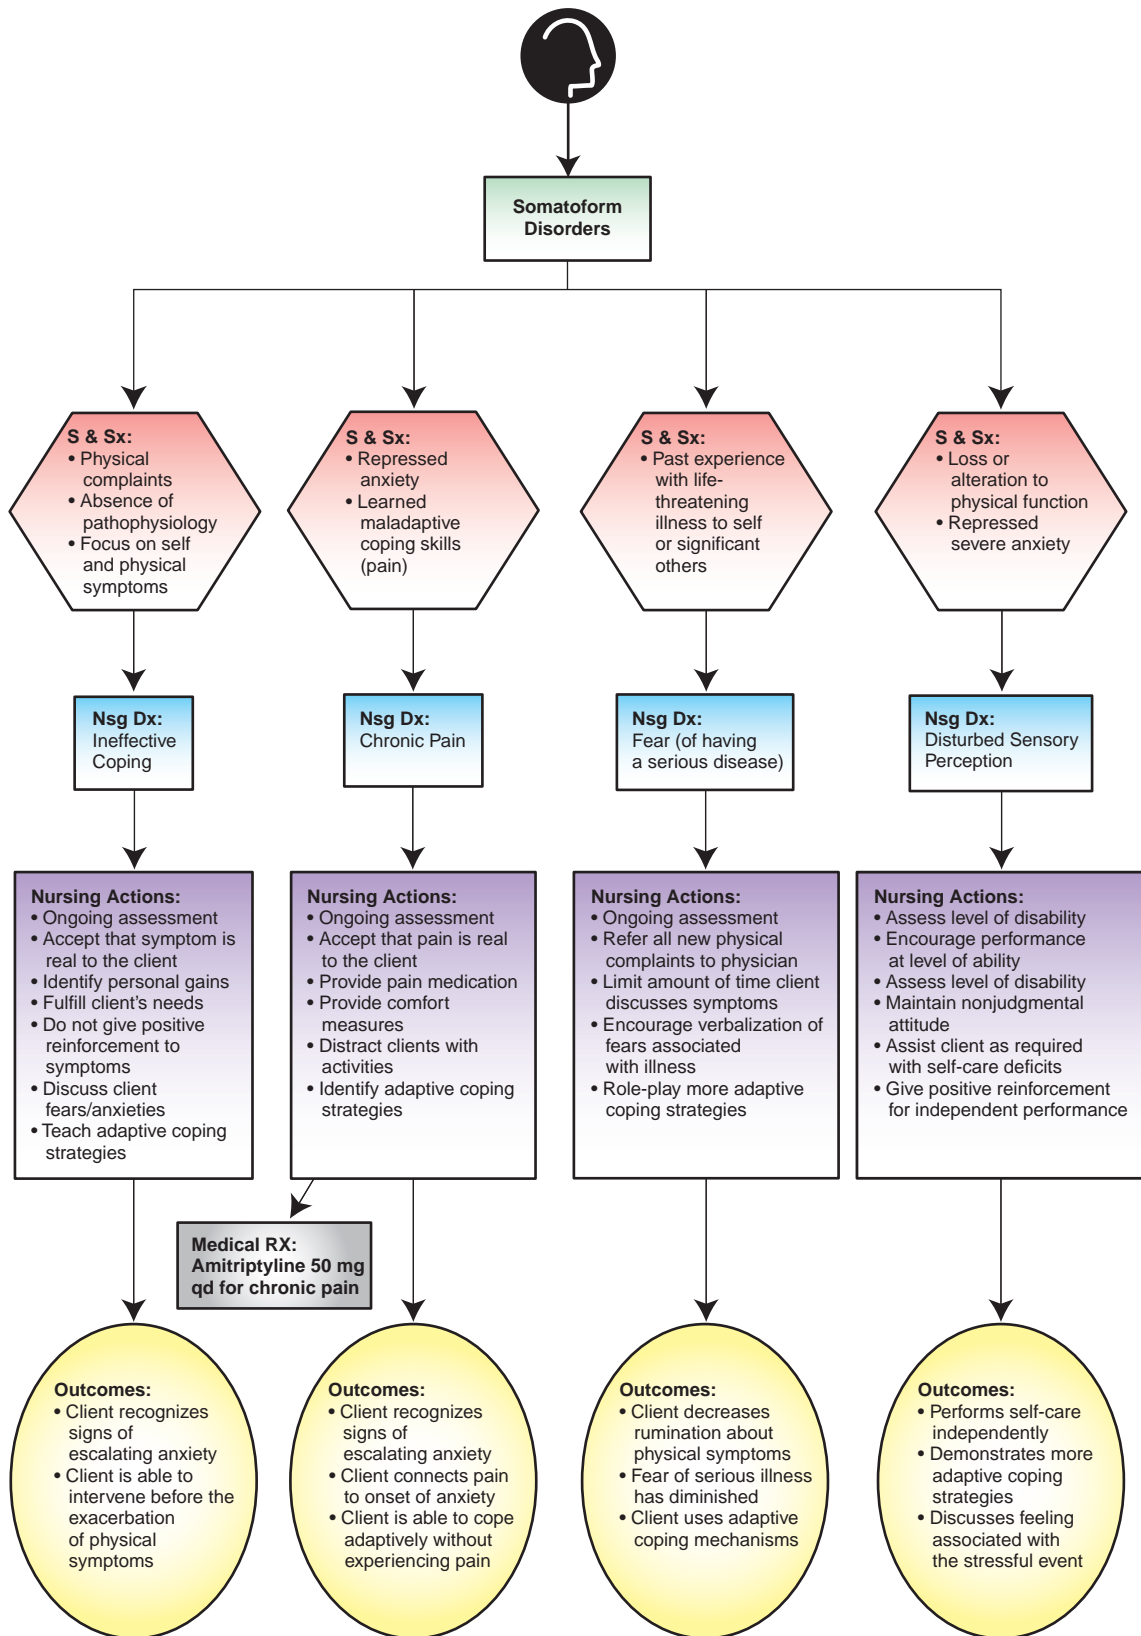 Somatoform
Disorders
S & Sx:
• Physical
complaints
• Absence of
pathophysiology
• Focus on self
and physical
symptoms
S & Sx:
• Repressed
anxiety
• Learned
maladaptive
coping skills
(pain)
S & Sx:
• Past experience
with life-
threatening
illness to self
or significant
others
S & Sx:
• Loss or
alteration to
physical function
• Repressed
severe anxiety
Nsg Dx:
Ineffective
Coping
Nsg Dx:
Chronic Pain
Nsg Dx:
Fear (of having
a serious disease)
Nsg Dx:
Disturbed Sensory
Perception
Nursing Actions:
• Ongoing assessment
• Accept that symptom is
real to the client
• Identify personal gains
• Fulfill client’s needs
• Do not give positive
reinforcement to
symptoms
• Discuss client
fears/anxieties
• Teach adaptive coping
strategies
Nursing Actions:
• Ongoing assessment
• Accept that pain is real
to the client
• Provide pain medication
• Provide comfort
measures
• Distract clients with
activities
• Identify adaptive coping
strategies
Nursing Actions:
• Ongoing assessment
• Refer all new physical
complaints to physician
• Limit amount of time client
discusses symptoms
• Encourage verbalization of
fears associated
with illness
• Role-play more adaptive
coping strategies
Nursing Actions:
• Assess level of disability
• Encourage performance
at level of ability
• Assess level of disability
• Maintain nonjudgmental
attitude
• Assist client as required
with self-care deficits
• Give positive reinforcement
for independent performance
Medical RX:
Amitriptyline 50 mg
qd for chronic pain
Outcomes:
• Client recognizes
signs of
escalating anxiety
• Client is able to
intervene before the
exacerbation
of physical
symptoms
Outcomes:
• Client recognizes
signs of
escalating anxiety
• Client connects pain
to onset of anxiety
• Client is able to cope
adaptively without
experiencing pain
Outcomes:
• Client decreases
rumination about
physical symptoms
• Fear of serious illness
has diminished
• Client uses adaptive
coping mechanisms
Outcomes:
• Performs self-care
independently
• Demonstrates more
adaptive coping
strategies
• Discusses feeling
associated with
the stressful event